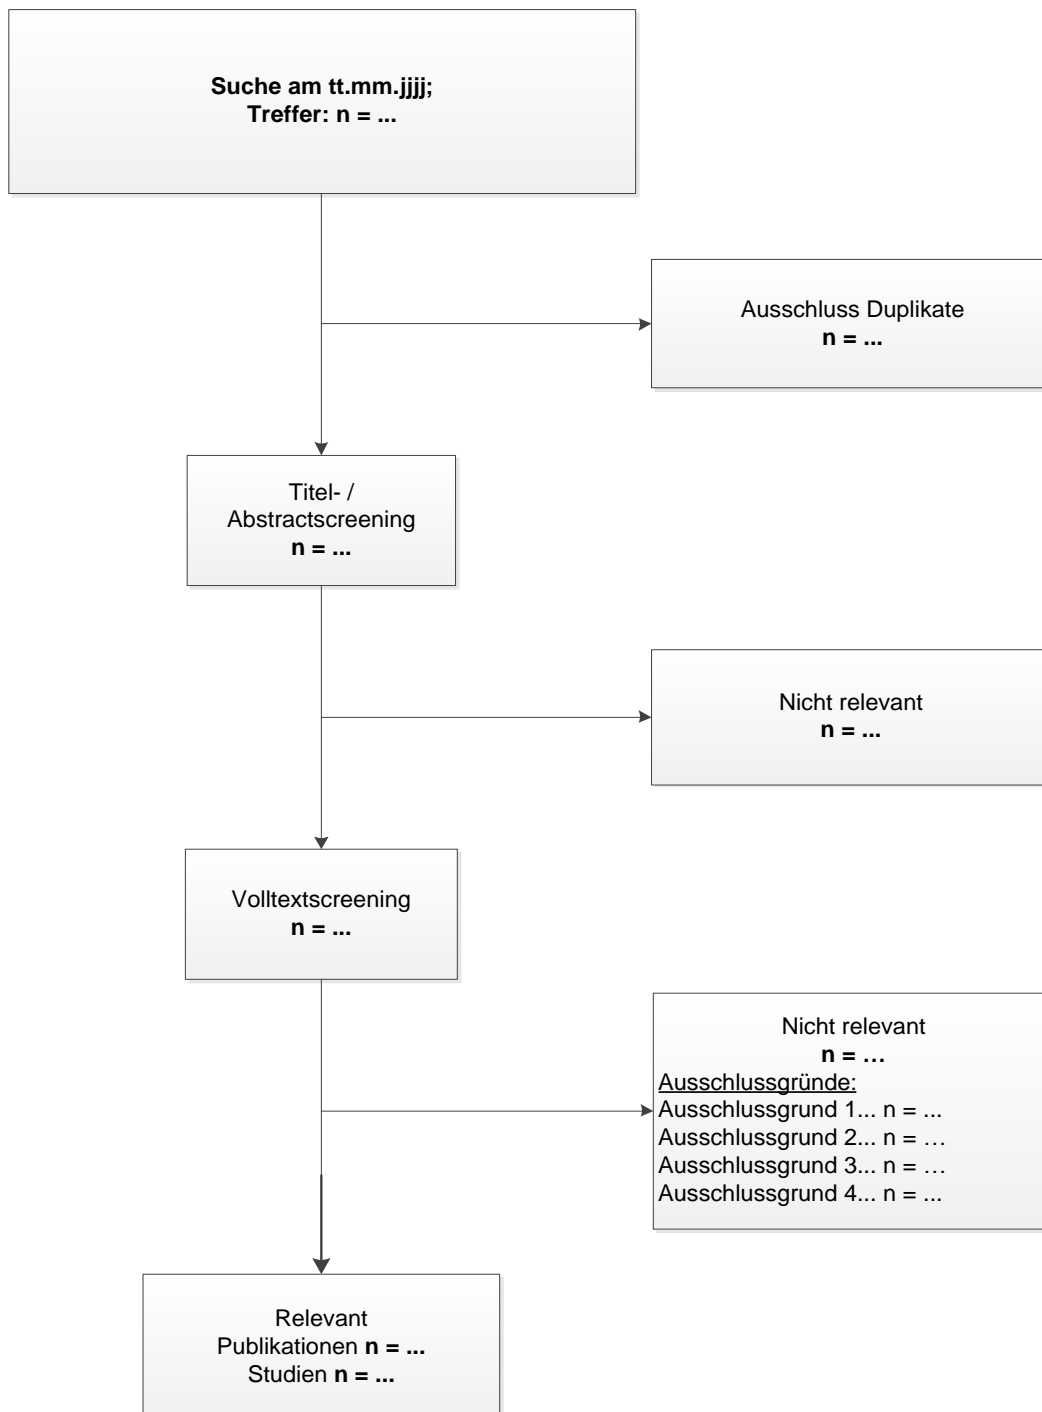 Suche am tt.mm.jjjj;
Treffer: n = ...
Ausschluss Duplikate
n = ...
Titel- /
Abstractscreening
n = ...
Nicht relevant
n = ...
Volltextscreening
n = ...
Nicht relevant
n = …
Ausschlussgründe:
Ausschlussgrund 1... n = ...
Ausschlussgrund 2... n = …
Ausschlussgrund 3... n = …
Ausschlussgrund 4... n = ...
Relevant
Publikationen n = ...
Studien n = ...